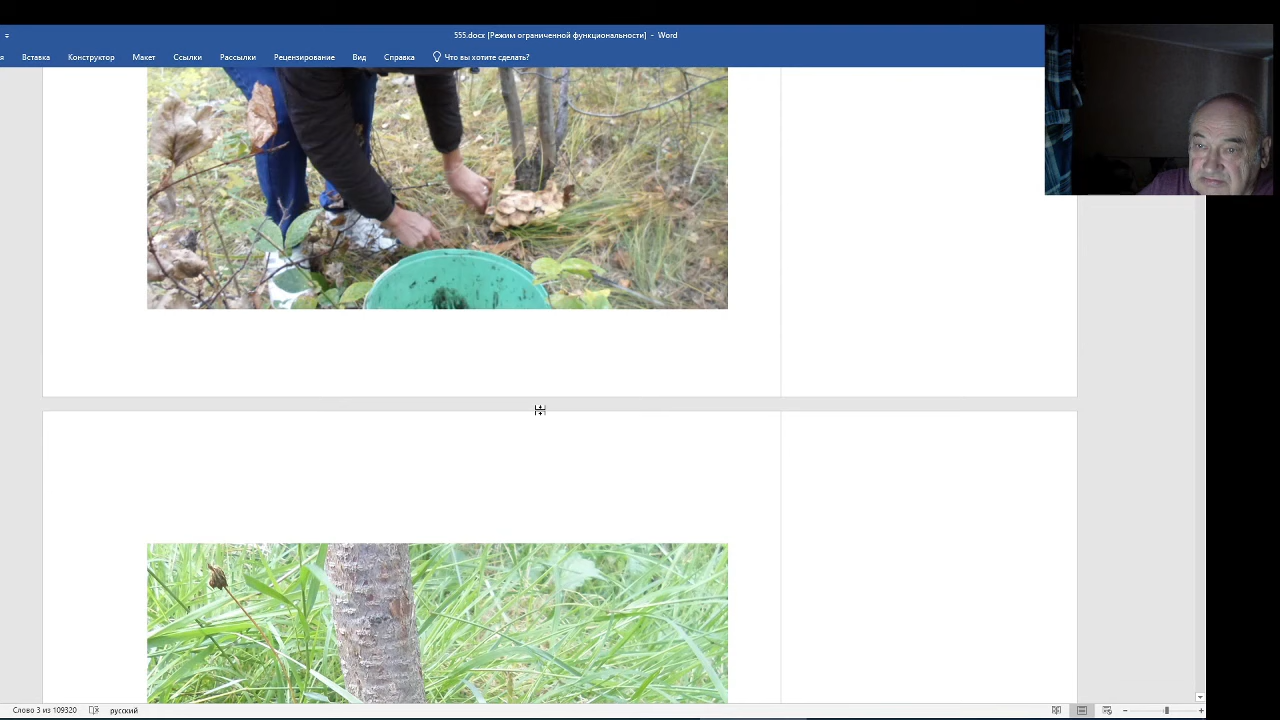 555.docx [Режим ограниченной функциональности] - Word
я Вставка Конструктор Макет Ссылки Рассылки Рецензирование Вид Справка Что вы хотите сделать?
Слово 3 из 109320 русский